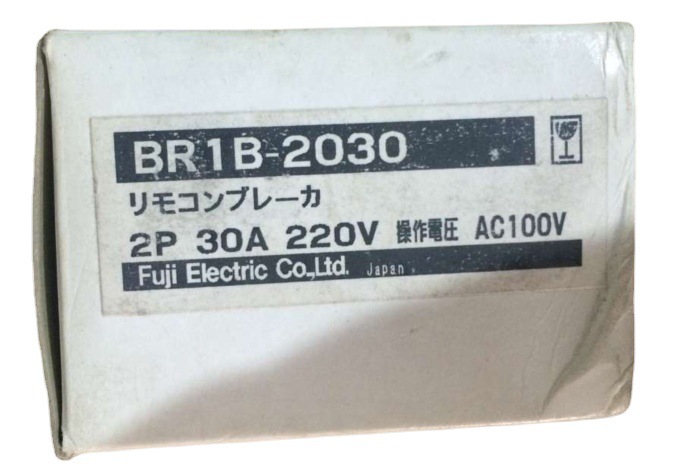 BR1B-2030
リモコンブレーカ
2P 30A 220V 操作電圧 AC100V
Fuji Electric Co.,Ltd. Japan